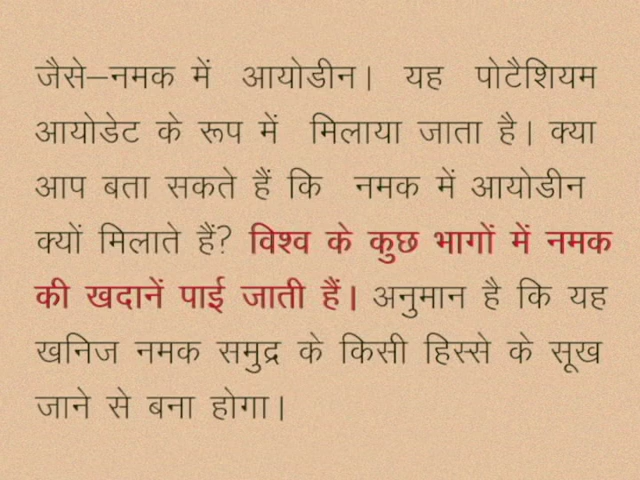 जैसे–नमक में आयोडीन। यह पोटैशियम
आयोडेट के रूप में मिलाया जाता है। क्या
आप बता सकते हैं कि नमक में आयोडीन
क्यों मिलाते हैं? विश्व के कुछ भागों में नमक
की खदानें पाई जाती हैं। अनुमान है कि यह
खनिज नमक समुद्र के किसी हिस्से के सूख
जाने से बना होगा।